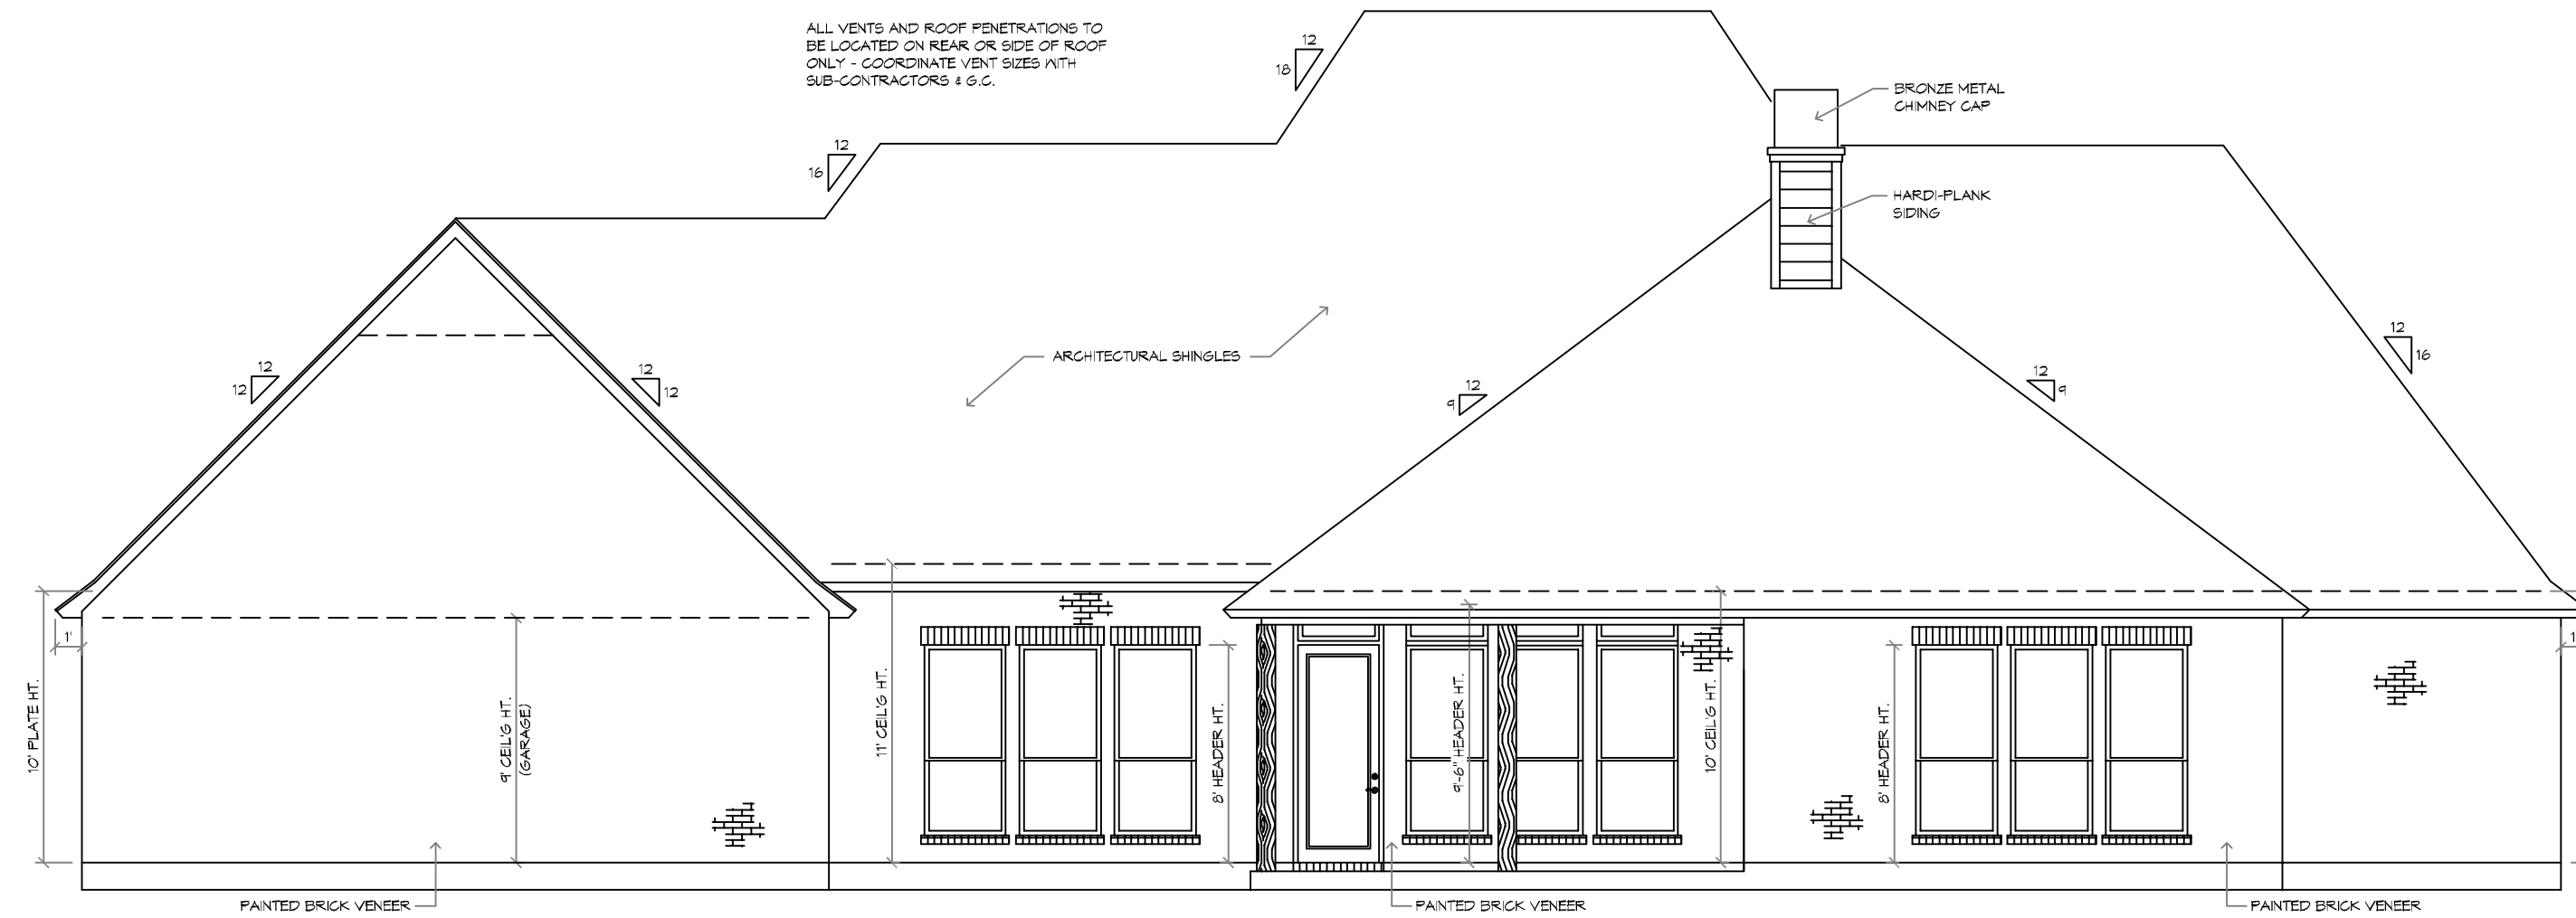 ALL VENTS AND ROOF PENETRATIONS TO
BE LOCATED ON REAR OR SIDE OF ROOF
ONLY - COORDINATE VENT SIZES WITH
SUB-CONTRACTORS & G.C.
12
18
BRONZE METAL
CHIMNEY CAP
12
16
HARDI-PLANK
SIDING
12
16
ARCHITECTURAL SHINGLES
12
12
12
12
12
9
12
9
1'
10' PLATE HT.
9' CEIL'G HT.
(GARAGE)
11' CEIL'G HT.
8' HEADER HT.
9'-6" HEADER HT.
10' CEIL'G HT.
8' HEADER HT.
1
PAINTED BRICK VENEER
PAINTED BRICK VENEER
PAINTED BRICK VENEER